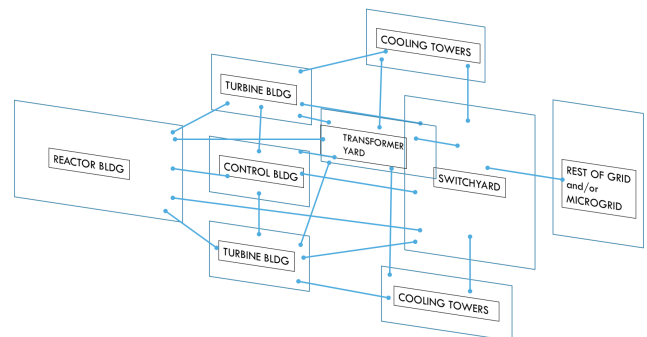 COOLING TOWERS
TURBINE BLDG
TRANSFORMER
YARD
REACTOR BLDG
CONTROL BLDG
SWITCHYARD
REST OF GRID
and/or
MICROGRID
TURBINE BLDG
COOLING TOWERS